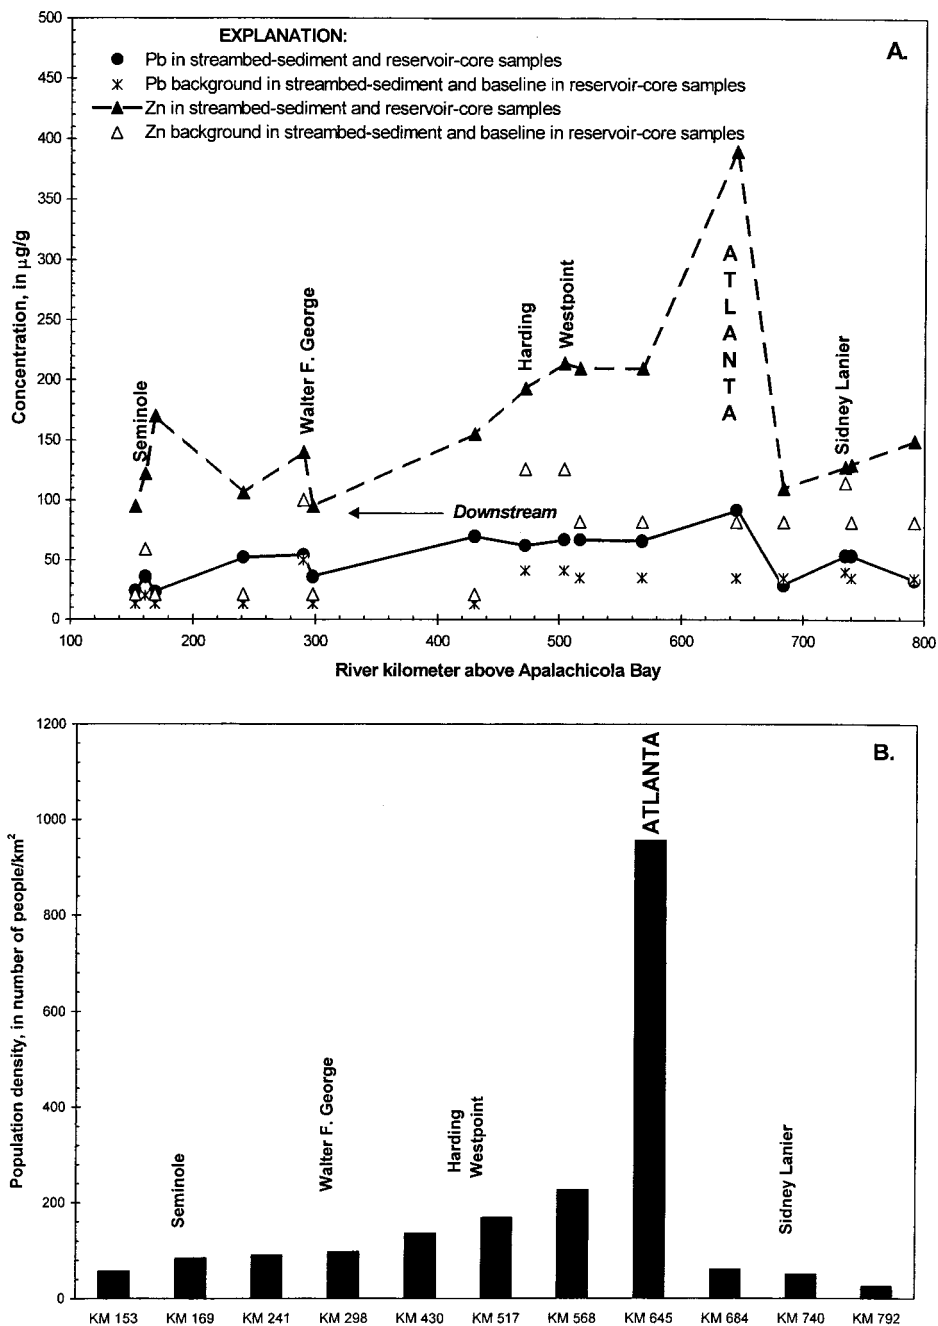 A.
EXPLANATION:
Pb in streambed-sediment and reservoir-core samples
Pb background in streambed-sediment and baseline in reservoir-core samples
Zn in streambed-sediment and reservoir-core samples
Zn background in streambed-sediment and baseline in reservoir-core samples
500
450
400
350
300
250
200
150
100
50
0
Concentration, in µg/g
Seminole
Walter F. George
Harding
Westpoint
ATLANTA
Sidney Lanier
Downstream
100 200 300 400 500 600 700 800
River kilometer above Apalachicola Bay
B.
1200
1000
800
600
400
200
0
Population density, in number of people/km²
Seminole
Walter F. George
Harding
Westpoint
ATLANTA
Sidney Lanier
KM 153 KM 169 KM 241 KM 298 KM 430 KM 517 KM 568 KM 645 KM 684 KM 740 KM 792